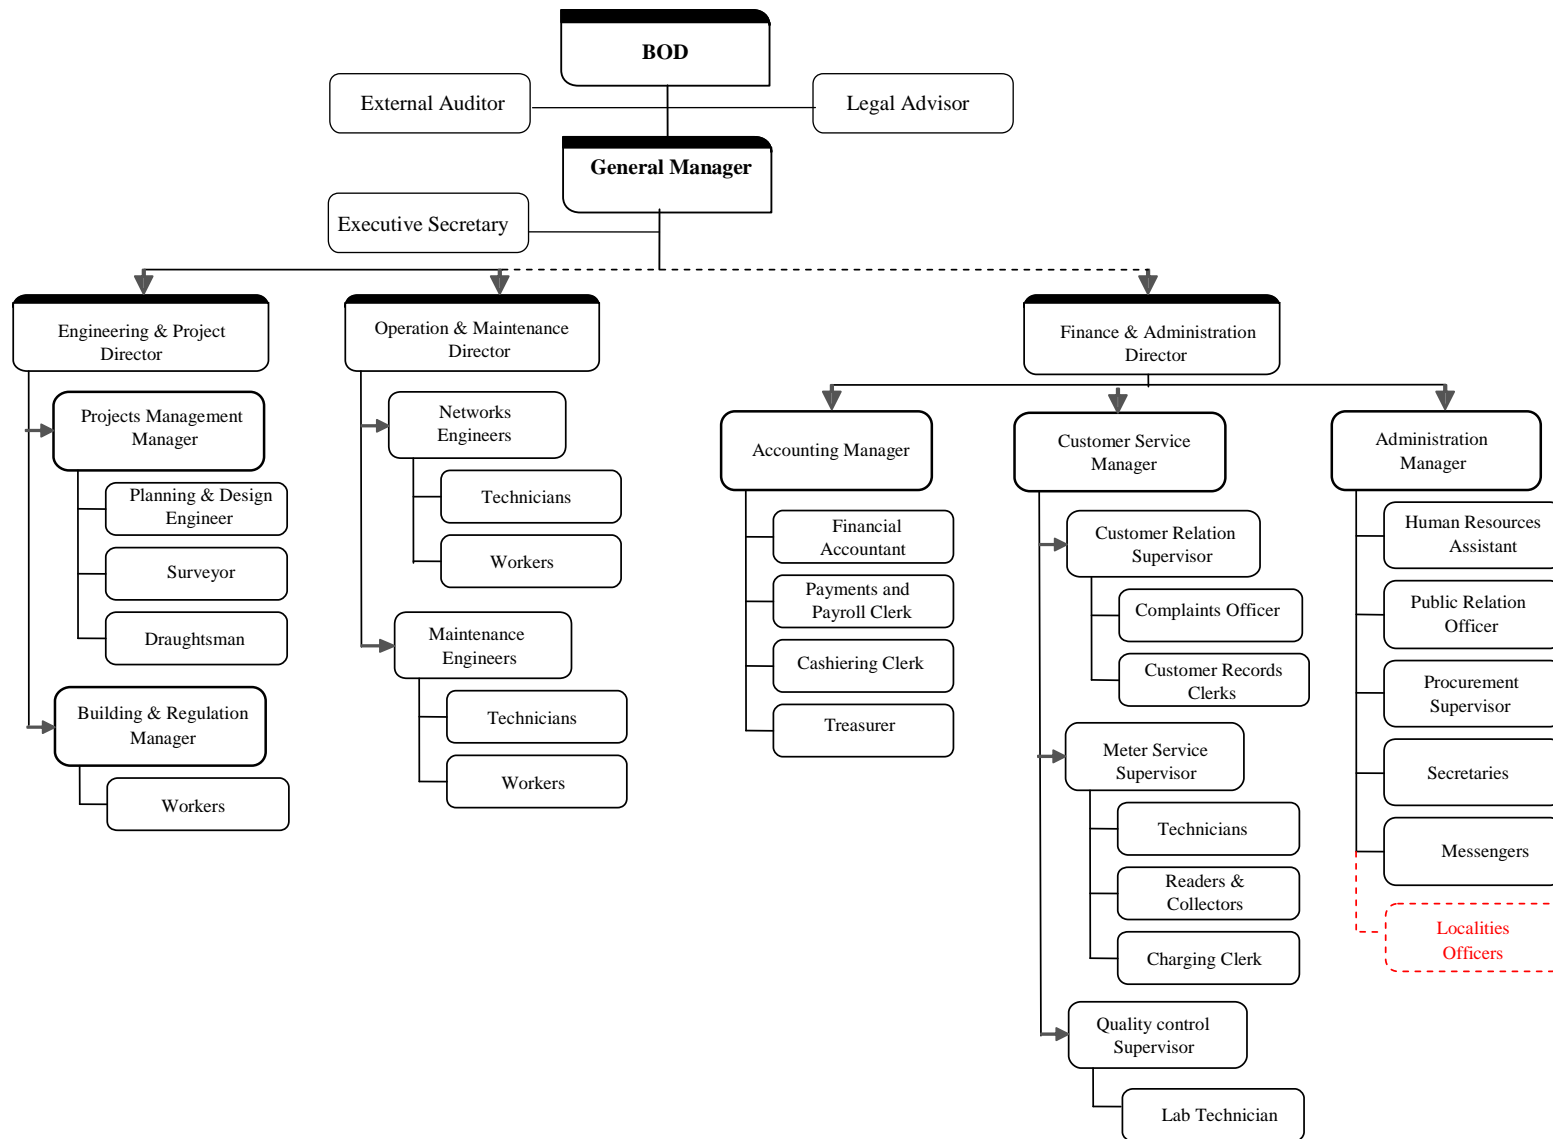 BOD
External Auditor
Legal Advisor
General Manager
Executive Secretary
Engineering & Project
Director
Operation & Maintenance
Director
Finance & Administration
Director
Projects Management
Manager
Planning & Design
Engineer
Surveyor
Draughtsman
Building & Regulation
Manager
Workers
Networks
Engineers
Technicians
Workers
Maintenance
Engineers
Technicians
Workers
Accounting Manager
Financial
Accountant
Payments and
Payroll Clerk
Cashiering Clerk
Treasurer
Customer Service
Manager
Customer Relation
Supervisor
Complaints Officer
Customer Records
Clerks
Meter Service
Supervisor
Technicians
Readers &
Collectors
Charging Clerk
Quality control
Supervisor
Lab Technician
Administration
Manager
Human Resources
Assistant
Public Relation
Officer
Procurement
Supervisor
Secretaries
Messengers
Localities
Officers